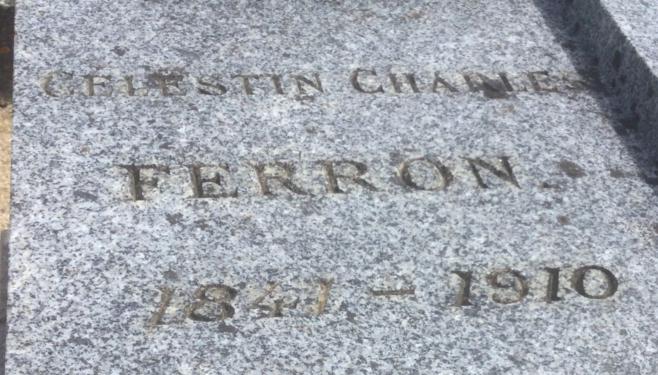 CELESTIN CHARLES
FERRON
1841 - 1910